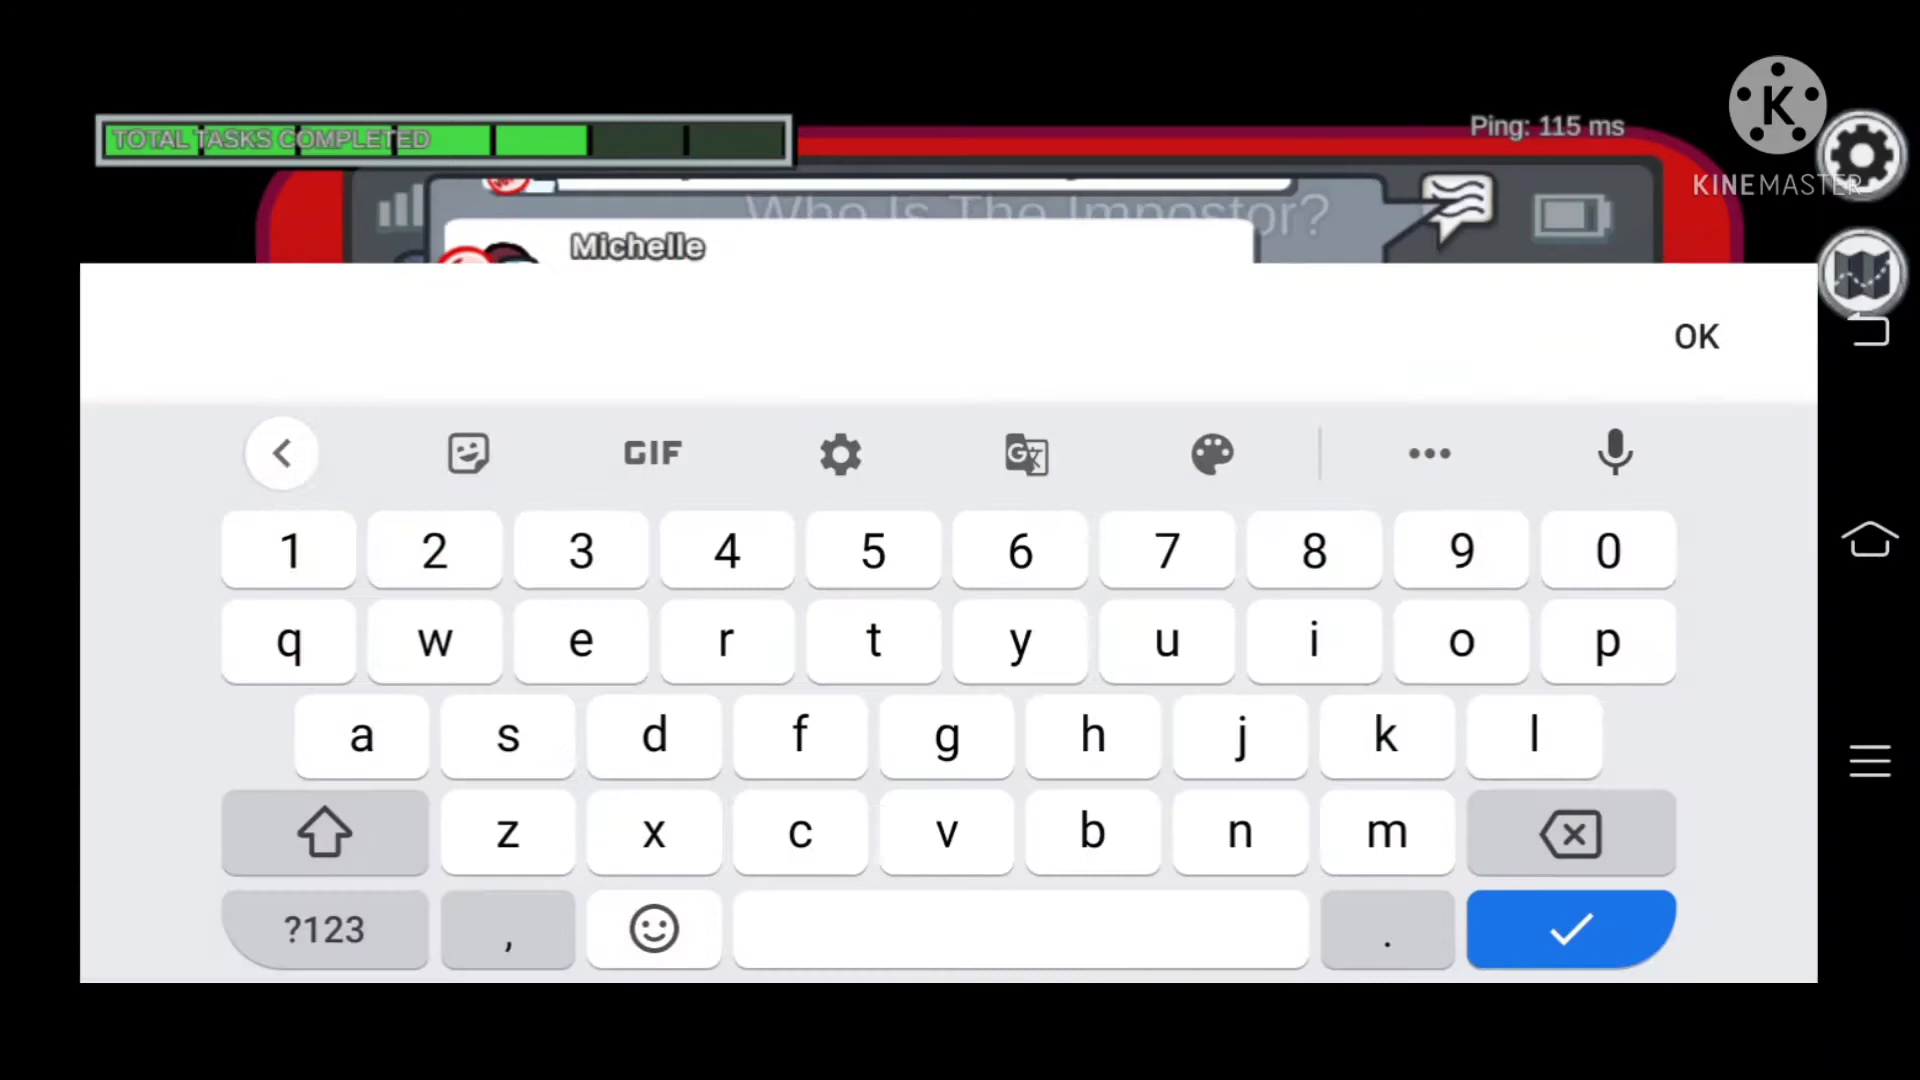 TOTAL TASKS COMPLETED
Ping: 115 ms
K
KINEMASTER
Who Is The Impostor?
Michelle
OK
GIF
G
1 2 3 4 5 6 7 8 9 0
q w e r t y u i o p
a s d f g h j k l
z x c v b n m
?123 , .